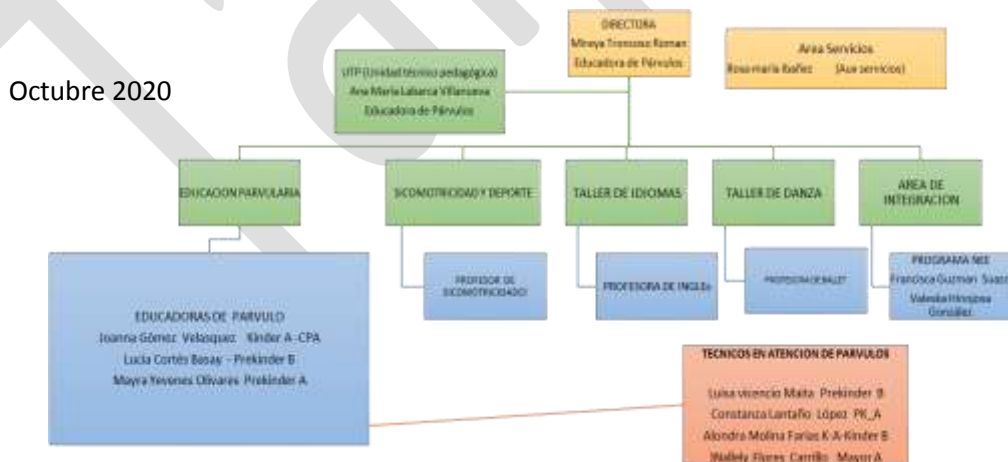 DIRECTORA
Mireya Troncoso Roman
Educadora de Párvulos
Area Servicios
Rosa maria Ibañez (Aux servicios)
UTP (Unidad técnico pedagógica)
Ana María Labarca Villanueva
Educadora de Párvulos
Octubre 2020
EDUCACION PARVULARIA
SICOMOTRICIDAD Y DEPORTE
TALLER DE IDIOMAS
TALLER DE DANZA
AREA DE
INTEGRACION
EDUCADORAS DE PARVULO
Joanna Gómez Velasquez Kinder A-CPA
Lucia Cortés Basay - Prekinder B
Mayra Yevenes Olivares Prekinder A
PROFESOR DE
SICOMOTRICIDAD
PROFESORA DE INGLEs
PROFESORA DE BALLET
PROGRAMA NEE
Francisca Guzman Suazo
Valeska Hinojosa
González
TECNICOS EN ATENCION DE PARVULOS
Luisa vicencio Maita Prekinder B
Constanza Lantaño López PK_A
Alondra Molina Farias K-A-Kinder B
Flores Carrillo Mayor A